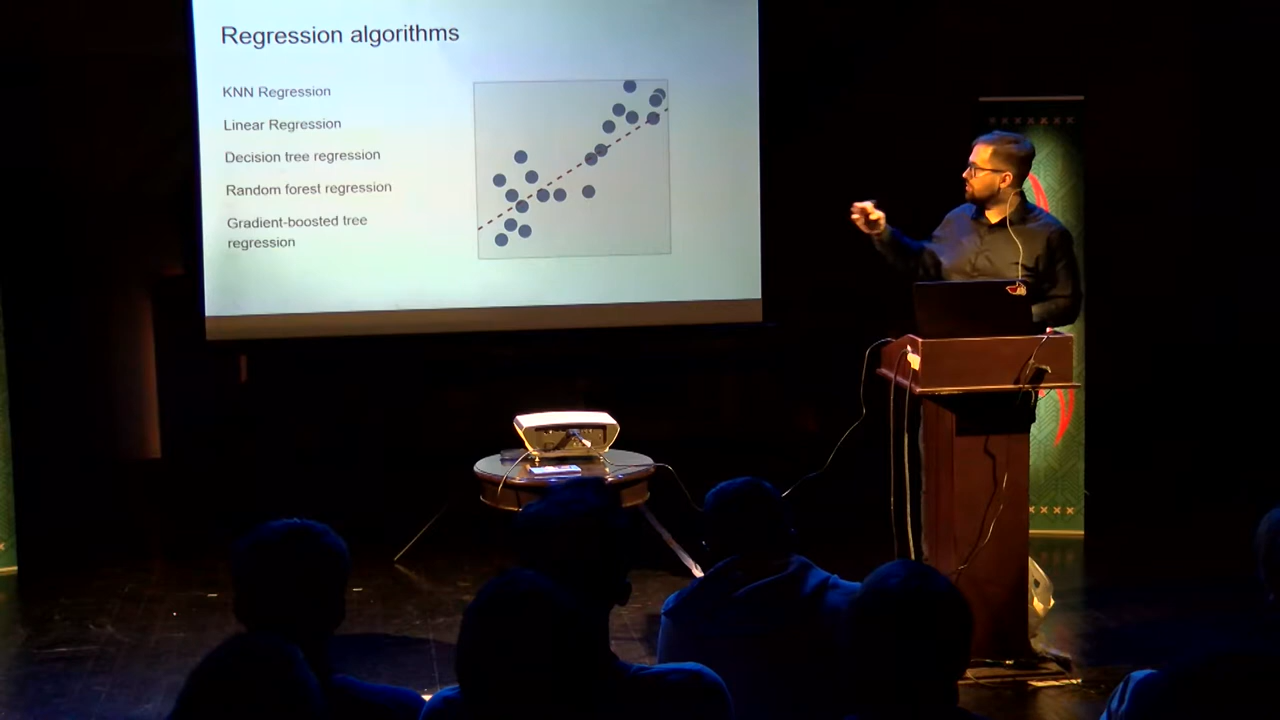 Regression algorithms
KNN Regression
Linear Regression
Decision tree regression
Random forest regression
Gradient-boosted tree
regression